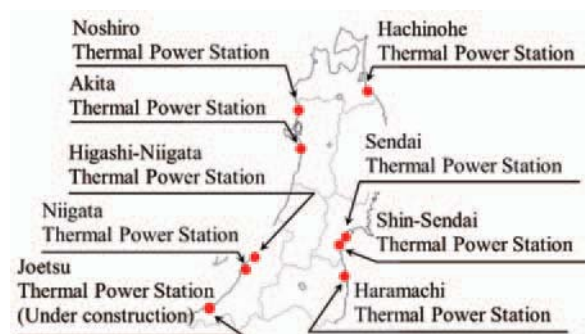 Noshiro
Thermal Power Station
Akita
Thermal Power Station
Higashi-Niigata
Thermal Power Station
Niigata
Thermal Power Station
Joetsu
Thermal Power Station
(Under construction)
Hachinohe
Thermal Power Station
Sendai
Thermal Power Station
Shin-Sendai
Thermal Power Station
Haramachi
Thermal Power Station